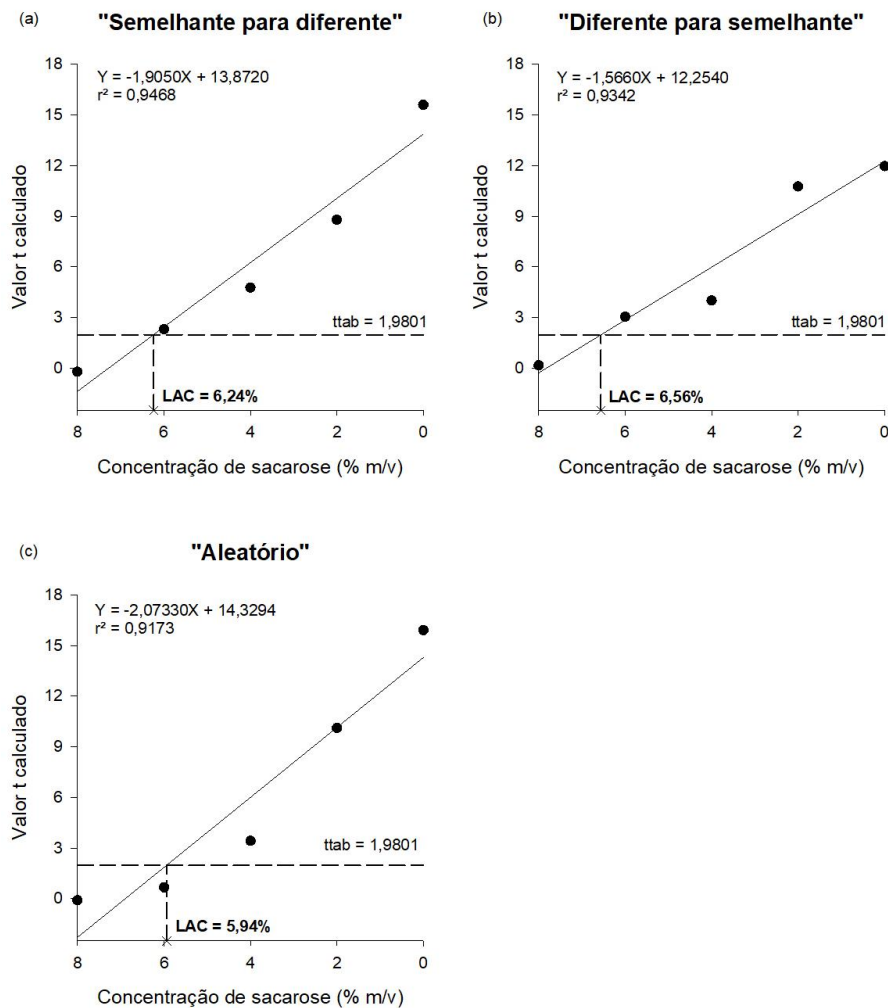 (a) "Semelhante para diferente"
Y = -1,9050X + 13,8720
r² = 0,9468
18
15
12
9
6
3
0
Valor t calculado
ttab = 1,9801
LAC = 6,24%
8 6 4 2 0
Concentração de sacarose (% m/v)
(b) "Diferente para semelhante"
Y = -1,5660X + 12,2540
r² = 0,9342
18
15
12
9
6
3
0
Valor t calculado
ttab = 1,9801
LAC = 6,56%
8 6 4 2 0
Concentração de sacarose (% m/v)
(c) "Aleatório"
Y = -2,07330X + 14,3294
r² = 0,9173
18
15
12
9
6
3
0
Valor t calculado
ttab = 1,9801
LAC = 5,94%
8 6 4 2 0
Concentração de sacarose (% m/v)